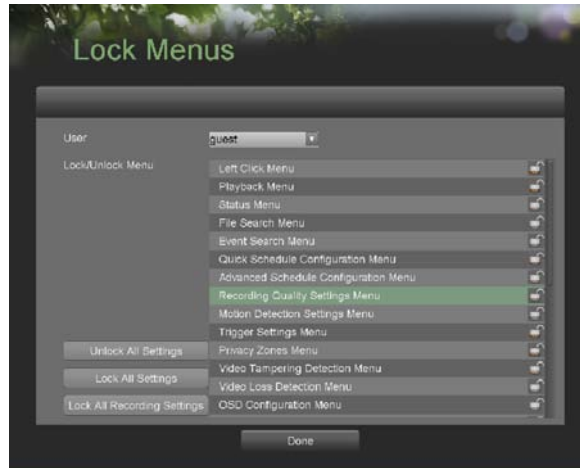 Lock Menus
User
guest
Lock/Unlock Menu
Left Click Menu
Playback Menu
Status Menu
File Search Menu
Event Search Menu
Quick Schedule Configuration Menu
Advanced Schedule Configuration Menu
Recording Quality Settings Menu
Motion Detection Settings Menu
Trigger Settings Menu
Privacy Zones Menu
Video Tampering Detection Menu
Video Loss Detection Menu
OSD Configuration Menu
Unlock All Settings
Lock All Settings
Lock All Recording Settings
Done